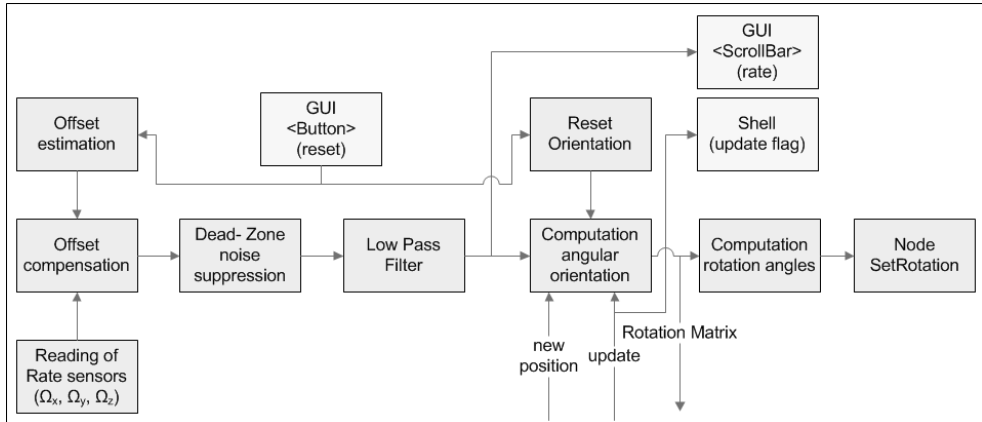 GUI
<ScrollBar>
(rate)
Offset
estimation
GUI
<Button>
(reset)
Reset
Orientation
Shell
(update flag)
Offset
compensation
Dead- Zone
noise
suppression
Low Pass
Filter
Computation
angular
orientation
Computation
rotation angles
Node
SetRotation
Reading of
Rate sensors
(Ωx, Ωy, Ωz)
new
position
update
Rotation Matrix